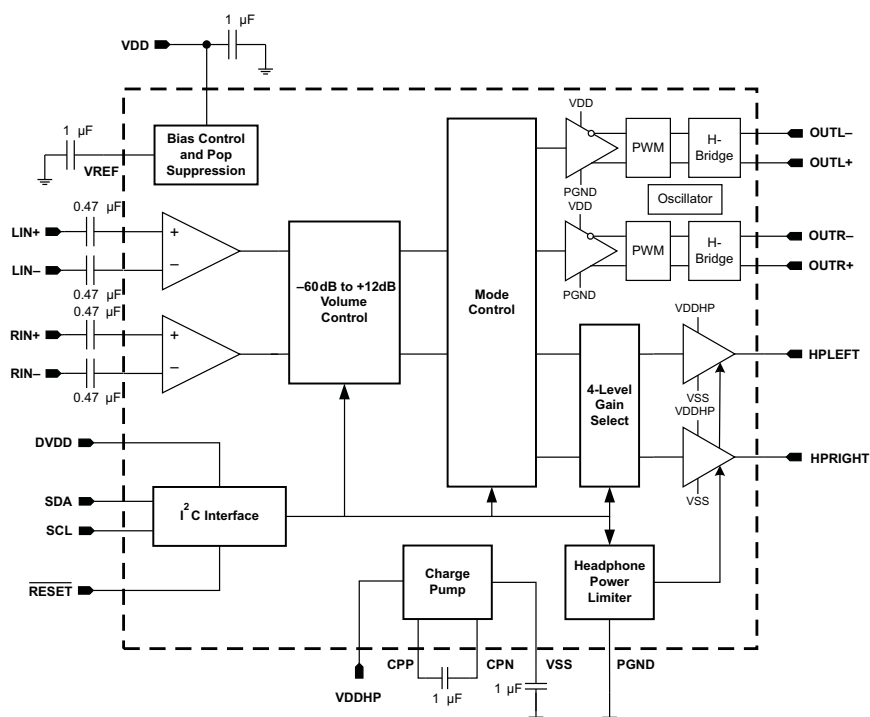 1 µF
VDD
1 µF
VREF
Bias Control
and Pop
Suppression
VDD
PGND
PWM
H-
Bridge
OUTL–
OUTL+
Oscillator
0.47 µF
LIN+
LIN–
0.47 µF
+
–
VDD
PGND
PWM
H-
Bridge
OUTR–
OUTR+
–60dB to +12dB
Volume
Control
Mode
Control
0.47 µF
RIN+
RIN–
0.47 µF
+
–
4-Level
Gain
Select
VDDHP
VSS
HPLEFT
VDDHP
VSS
HPRIGHT
DVDD
SDA
SCL
RESET
I2C Interface
Charge
Pump
Headphone
Power
Limiter
CPP
CPN
VSS
PGND
VDDHP
1 µF
1 µF